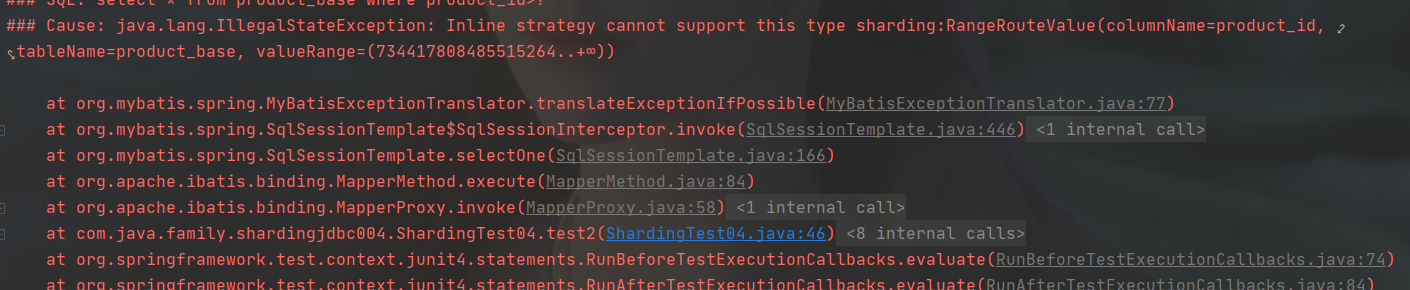 ### SQL: select * from product_base where product_id>?
### Cause: java.lang.IllegalStateException: Inline strategy cannot support this type sharding:RangeRouteValue(columnName=product_id,
tableName=product_base, valueRange=(734417808485515264..+∞))
at org.mybatis.spring.MyBatisExceptionTranslator.translateExceptionIfPossible(MyBatisExceptionTranslator.java:77)
at org.mybatis.spring.SqlSessionTemplate$SqlSessionInterceptor.invoke(SqlSessionTemplate.java:446) <1 internal call>
at org.mybatis.spring.SqlSessionTemplate.selectOne(SqlSessionTemplate.java:166)
at org.apache.ibatis.binding.MapperMethod.execute(MapperMethod.java:84)
at org.apache.ibatis.binding.MapperProxy.invoke(MapperProxy.java:58) <1 internal call>
at com.java.family.shardingjdbc004.ShardingTest04.test2(ShardingTest04.java:46) <8 internal calls>
at org.springframework.test.context.junit4.statements.RunBeforeTestExecutionCallbacks.evaluate(RunBeforeTestExecutionCallbacks.java:74)
at org.springframework.test.context.junit4.statements.RunAfterTestExecutionCallbacks.evaluate(RunAfterTestExecutionCallbacks.java:84)